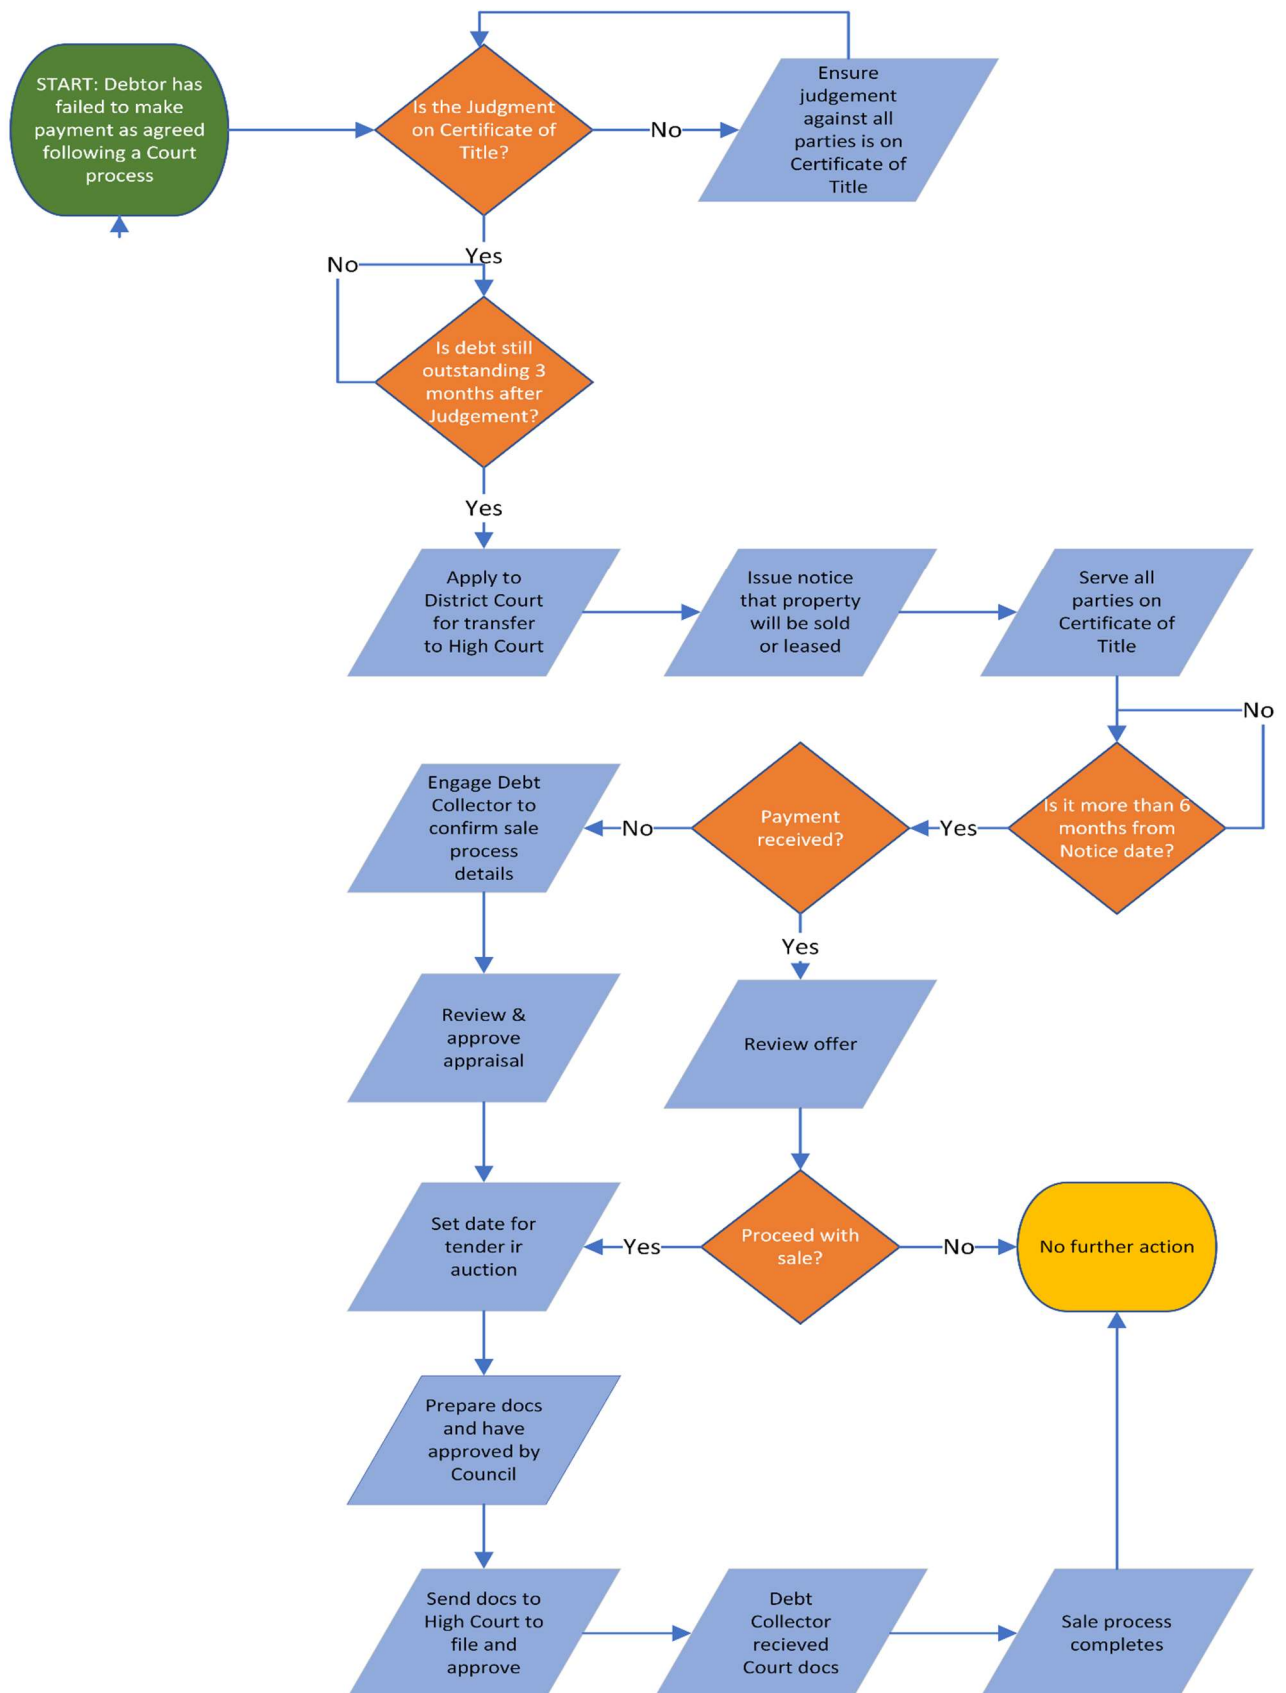 START: Debtor has
failed to make
payment as agreed
following a Court
process
Is the Judgment
on Certificate of
Title?
No
Ensure
judgement
against all
parties is on
Certificate of
Title
Yes
No
Is debt still
outstanding 3
months after
Judgement?
Yes
Apply to
District Court
for transfer
to High Court
Issue notice
that property
will be sold
or leased
Serve all
parties on
Certificate of
Title
No
Is it more than 6
months from
Notice date?
Yes
Payment
received?
No
Engage Debt
Collector to
confirm sale
process
details
Yes
Review &
approve
appraisal
Review offer
Set date for
tender ir
auction
Yes
Proceed with
sale?
No
No further action
Prepare docs
and have
approved by
Council
Send docs to
High Court to
file and
approve
Debt
Collector
recieved
Court docs
Sale process
completes